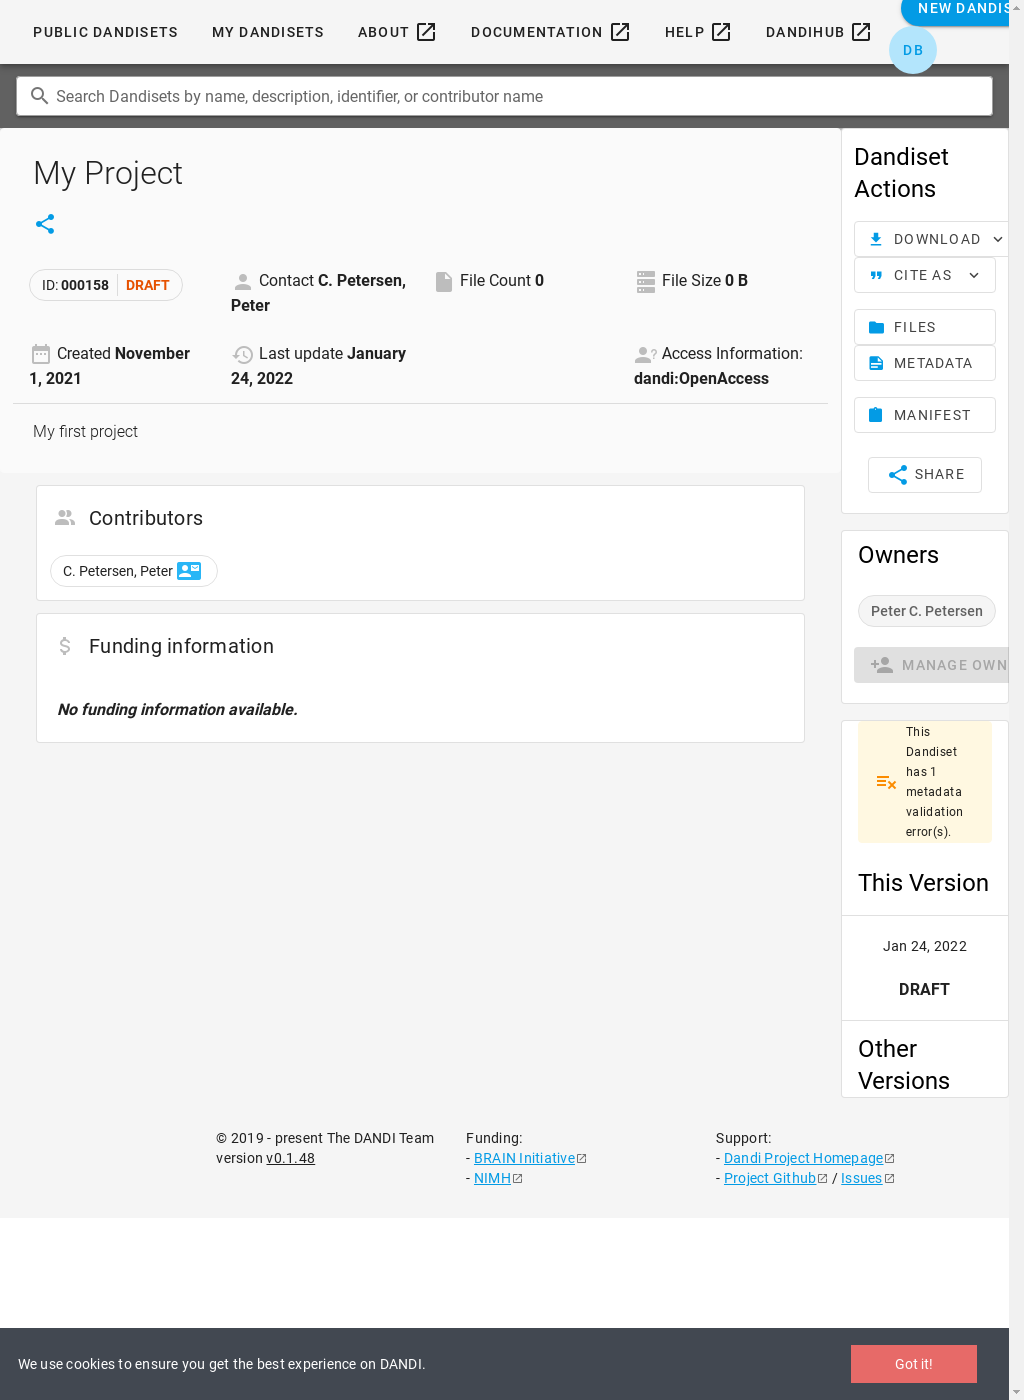 PUBLIC DANDISETS MY DANDISETS ABOUT DOCUMENTATION HELP DANDIHUB NEW DANDIS
DB
Search Dandisets by name, description, identifier, or contributor name
My Project
ID: 000158 DRAFT
Contact C. Petersen, Peter
File Count 0
File Size 0 B
Created November 1, 2021
Last update January 24, 2022
Access Information: dandi:OpenAccess
My first project
Contributors
C. Petersen, Peter
Funding information
No funding information available.
Dandiset
Actions
DOWNLOAD
CITE AS
FILES
METADATA
MANIFEST
SHARE
Owners
Peter C. Petersen
MANAGE OWN
This
Dandiset
has 1
metadata
validation
error(s).
This Version
Jan 24, 2022
DRAFT
Other
Versions
© 2019 - present The DANDI Team
version v0.1.48
Funding:
- BRAIN Initiative
- NIMH
Support:
- Dandi Project Homepage
- Project Github / Issues
We use cookies to ensure you get the best experience on DANDI.
Got it!